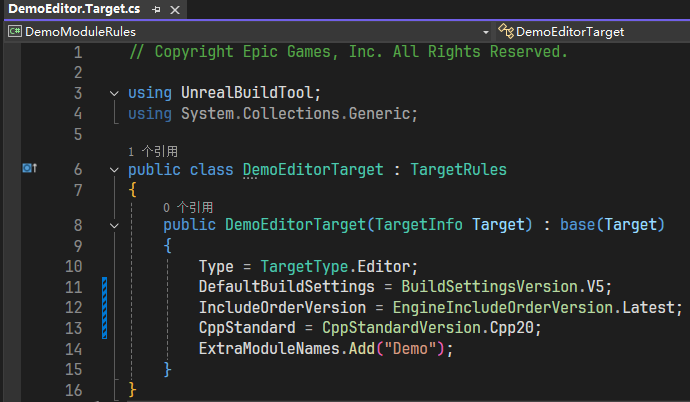 DemoEditor.Target.cs
DemoModuleRules DemoEditorTarget
1 // Copyright Epic Games, Inc. All Rights Reserved.
2
3 using UnrealBuildTool;
4 using System.Collections.Generic;
5
1 个引用
6 public class DemoEditorTarget : TargetRules
7 {
0 个引用
8 public DemoEditorTarget(TargetInfo Target) : base(Target)
9 {
10 Type = TargetType.Editor;
11 DefaultBuildSettings = BuildSettingsVersion.V5;
12 IncludeOrderVersion = EngineIncludeOrderVersion.Latest;
13 CppStandard = CppStandardVersion.Cpp20;
14 ExtraModuleNames.Add("Demo");
15 }
16 }